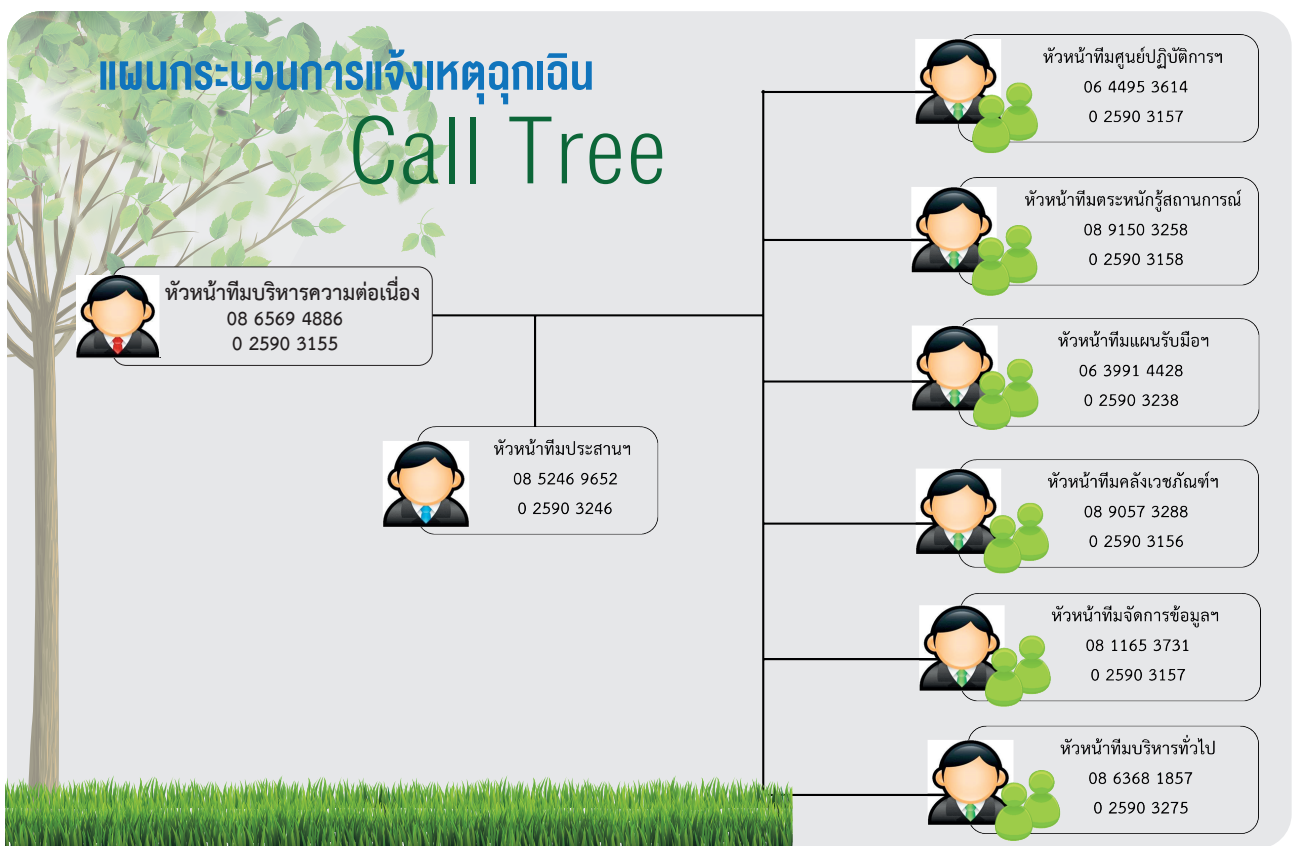 แผนกระบวนการแจ้งเหตุฉุกเฉิน
Call Tree
หัวหน้าทีมบริหารความต่อเนื่อง
08 6569 4886
0 2590 3155
หัวหน้าทีมประสานฯ
08 5246 9652
0 2590 3246
หัวหน้าทีมศูนย์ปฏิบัติการฯ
06 4495 3614
0 2590 3157
หัวหน้าทีมตระหนักรู้สถานการณ์
08 9150 3258
0 2590 3158
หัวหน้าทีมแผนรับมือฯ
06 3991 4428
0 2590 3238
หัวหน้าทีมคลังเวชภัณฑ์ฯ
08 9057 3288
0 2590 3156
หัวหน้าทีมจัดการข้อมูลฯ
08 1165 3731
0 2590 3157
หัวหน้าทีมบริหารทั่วไป
08 6368 1857
0 2590 3275